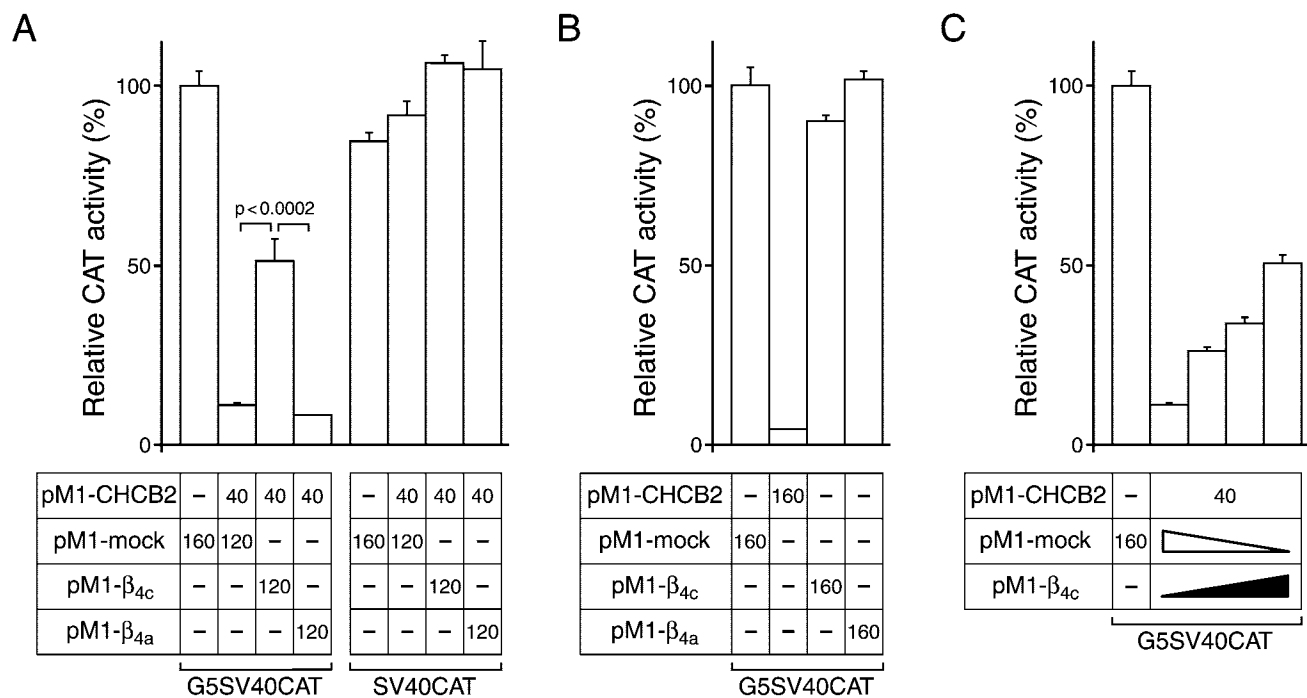 A
Relative CAT activity (%)
100
50
0
p<0.0002
pM1-CHCB2 – 40 40 40 – 40 40 40
pM1-mock 160 120 – – 160 120 – –
pM1-β4c – – 120 – – – 120 –
pM1-β4a – – – 120 – – – 120
G5SV40CAT SV40CAT
B
Relative CAT activity (%)
100
50
0
pM1-CHCB2 – 160 – –
pM1-mock 160 – – –
pM1-β4c – – 160 –
pM1-β4a – – – 160
G5SV40CAT
C
Relative CAT activity (%)
100
50
0
pM1-CHCB2 – 40
pM1-mock 160
pM1-β4c –
G5SV40CAT